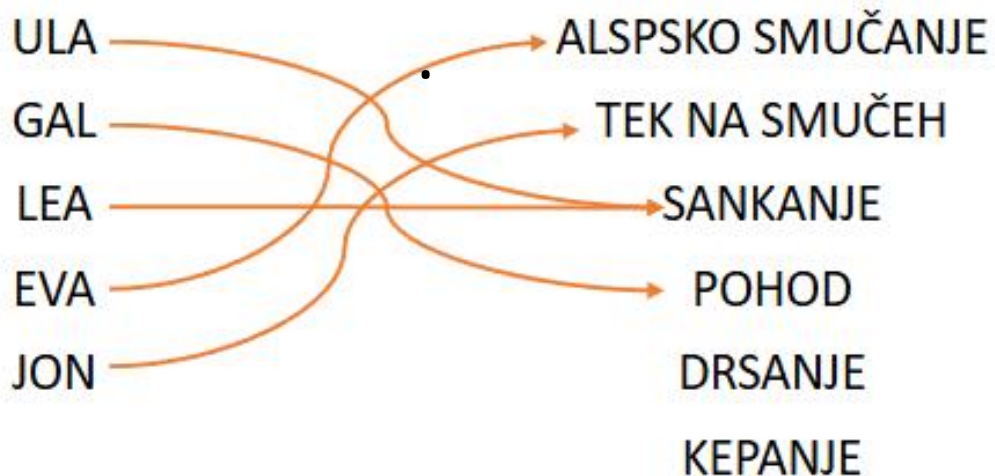 ULA ALSPSKO SMUČANJE
GAL TEK NA SMUČEH
LEA SANKANJE
EVA POHOD
JON DRSANJE
KEPANJE